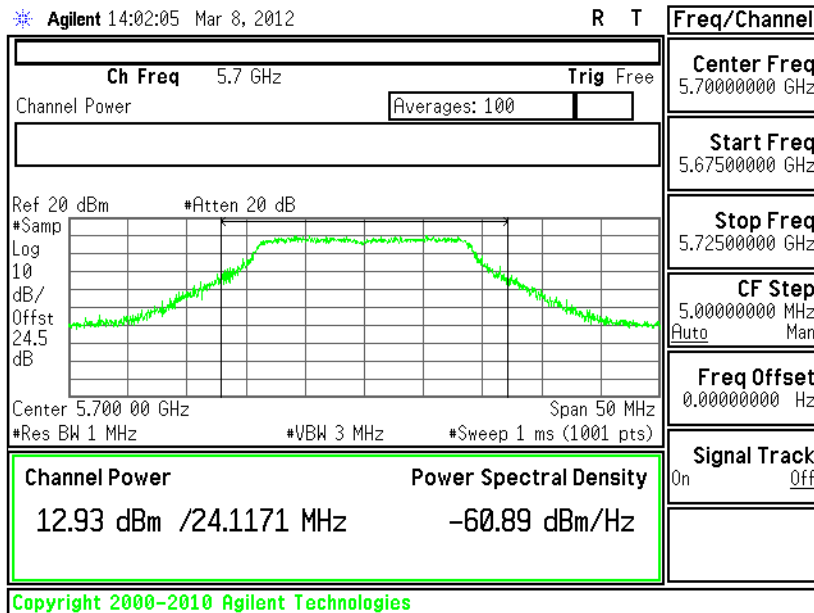 Agilent 14:02:05 Mar 8, 2012 R T
Ch Freq 5.7 GHz Trig Free
Channel Power Averages: 100
Ref 20 dBm #Atten 20 dB
#Samp
Log
10
dB/
Offst
24.5
dB
Center 5.700 00 GHz Span 50 MHz
#Res BW 1 MHz #VBW 3 MHz #Sweep 1 ms (1001 pts)
Channel Power Power Spectral Density
12.93 dBm /24.1171 MHz -60.89 dBm/Hz
Copyright 2000-2010 Agilent Technologies
Freq/Channel
Center Freq
5.70000000 GHz
Start Freq
5.67500000 GHz
Stop Freq
5.72500000 GHz
CF Step
5.00000000 MHz
Auto Man
Freq Offset
0.00000000 Hz
Signal Track
On Off